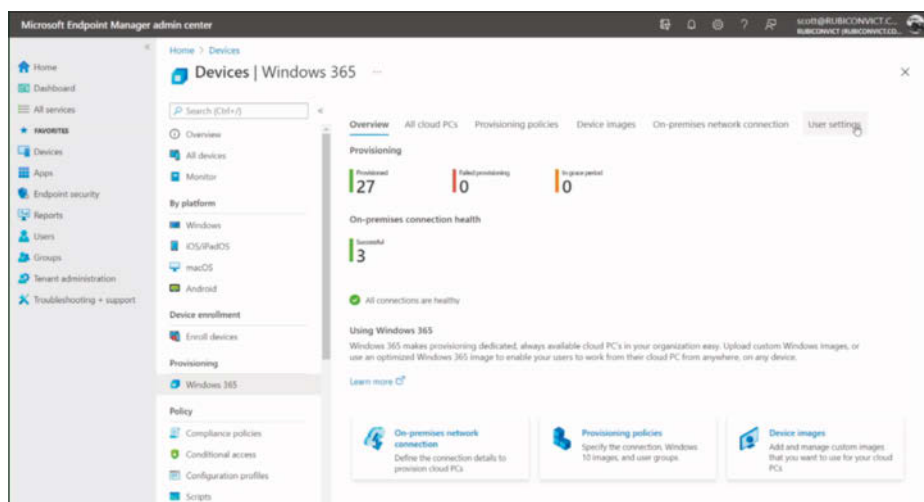 Microsoft Endpoint Manager admin center
scott@RUBICONVICT.C...
RUBICONVICT (RUBICONVICT.CO...
Home
Dashboard
All services
FAVORITES
Devices
Apps
Endpoint security
Reports
Users
Groups
Tenant administration
Troubleshooting + support
Home > Devices
Devices | Windows 365 ...
Search (Ctrl+/)
Overview
All devices
Monitor
By platform
Windows
iOS/iPadOS
macOS
Android
Device enrollment
Enroll devices
Provisioning
Windows 365
Policy
Compliance policies
Conditional access
Configuration profiles
Scripts
Overview All cloud PCs Provisioning policies Device images On-premises network connection User settings
Provisioning
Provisioned Failed provisioning In grace period
27 0 0
On-premises connection health
Successful
3
All connections are healthy
Using Windows 365
Windows 365 makes provisioning dedicated, always available cloud PC's in your organization easy. Upload custom Windows images, or
use an optimized Windows 365 image to enable your users to work from their cloud PC from anywhere, on any device.
Learn more
On-premises network
connection
Define the connection details to
provision cloud PCs
Provisioning policies
Specify the connection, Windows
10 images, and user groups.
Device images
Add and manage custom images
that you want to use for your cloud
PCs